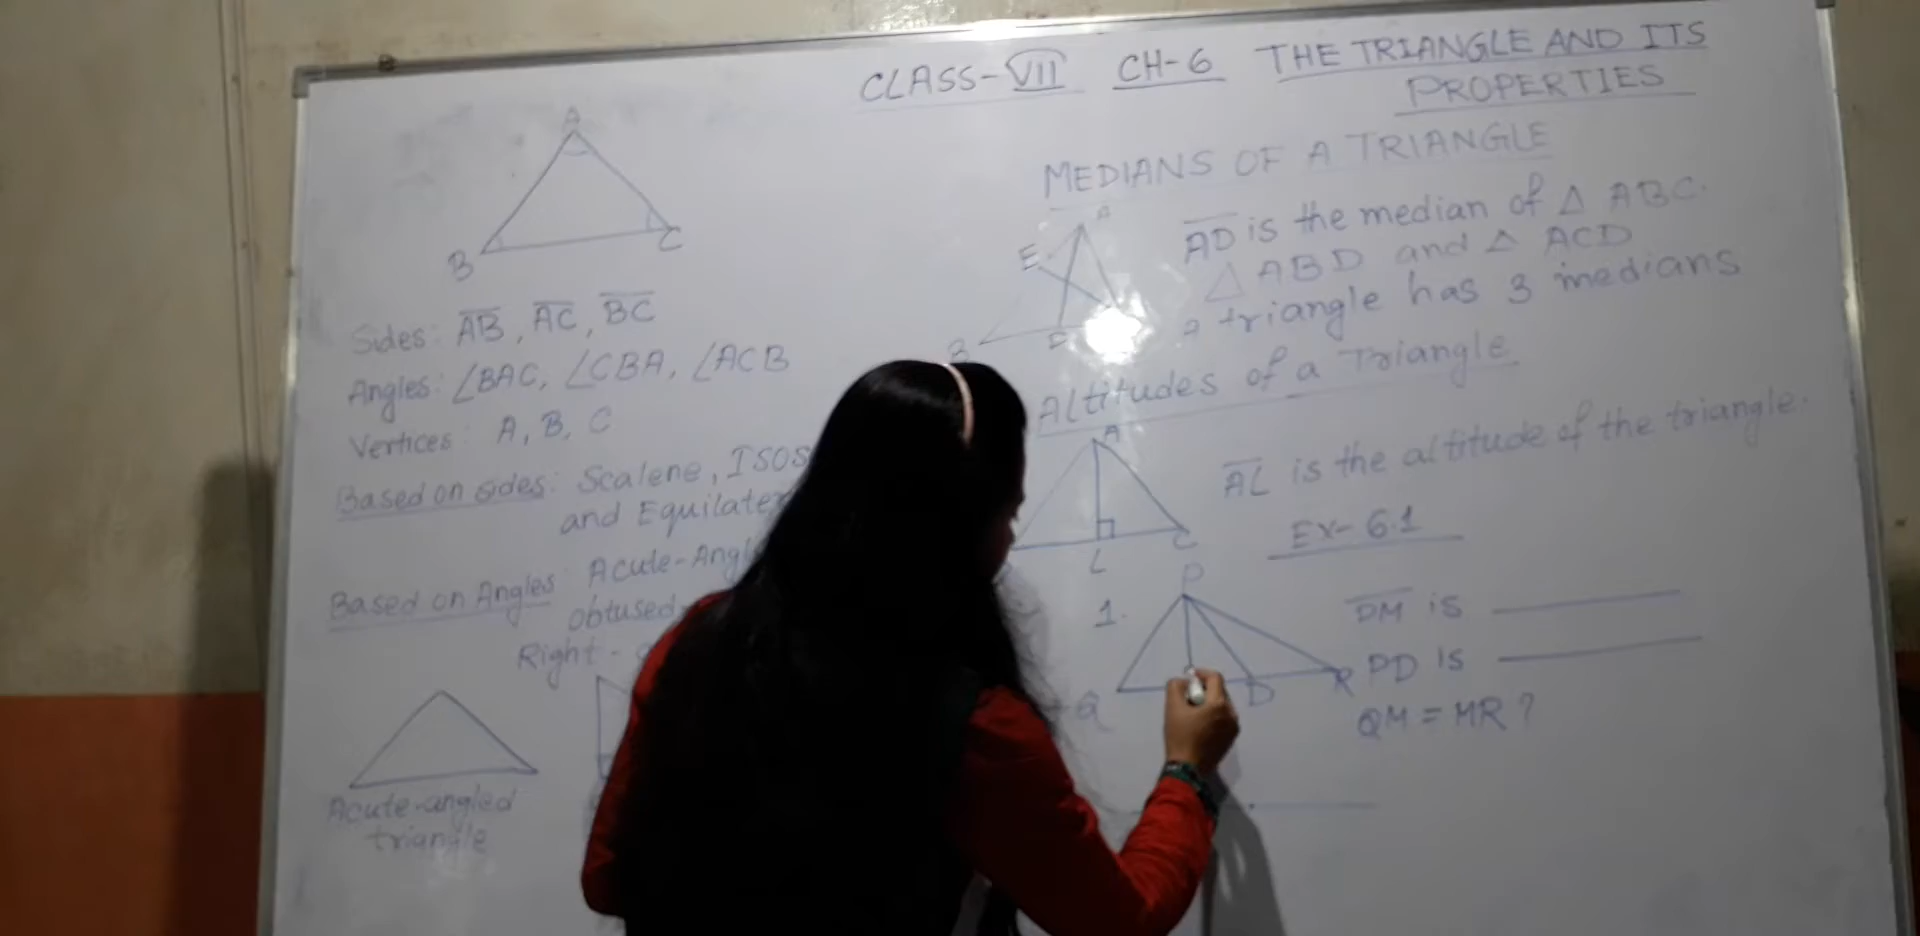 CLASS-VII CH-6 THE TRIANGLE AND ITS
PROPERTIES
A
B
C
Sides: AB, AC, BC
Angles: ∠BAC, ∠CBA, ∠ACB
Vertices: A, B, C
Based on sides: Scalene, ISOS
and Equilater
Based on Angles: Acute-Angl
obtused-
Right-
Acute-angled
triangle
MEDIANS OF A TRIANGLE
A
E
B
D
AD is the median of △ ABC.
△ ABD and △ ACD
triangle has 3 medians
Altitudes of a Triangle
A
L
C
AL is the altitude of the triangle.
Ex- 6.1
1.
P
Q
D
R
PM is
PD is
QM = MR ?